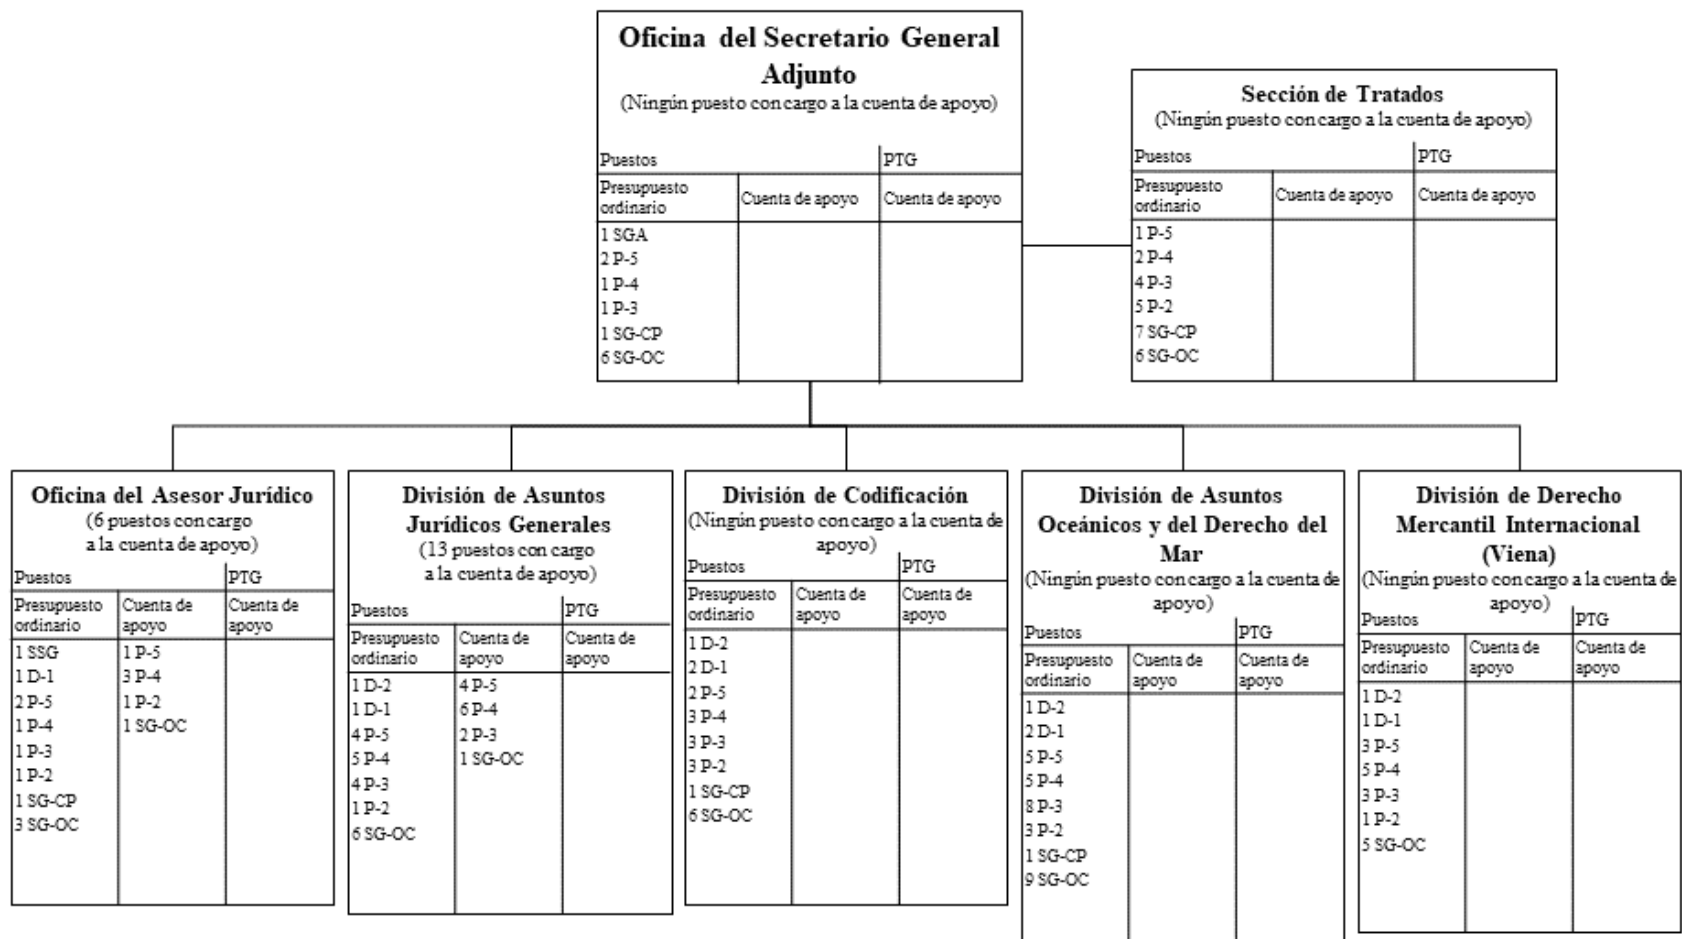 Oficina del Secretario General
Adjunto
(Ningún puesto con cargo a la cuenta de apoyo)
Puestos PTG
Presupuesto
ordinario Cuenta de apoyo Cuenta de apoyo
1 SGA
2 P-5
1 P-4
1 P-3
1 SG-CP
6 SG-OC
Sección de Tratados
(Ningún puesto con cargo a la cuenta de apoyo)
Puestos PTG
Presupuesto
ordinario Cuenta de apoyo Cuenta de apoyo
1 P-5
2 P-4
4 P-3
5 P-2
7 SG-CP
6 SG-OC
Oficina del Asesor Jurídico
(6 puestos con cargo
a la cuenta de apoyo)
Puestos PTG
Presupuesto Cuenta de Cuenta de
ordinario apoyo apoyo
1 SSG 1 P-5
1 D-1 3 P-4
2 P-5 1 P-2
1 P-4 1 SG-OC
1 P-3
1 P-2
1 SG-CP
3 SG-OC
División de Asuntos
Jurídicos Generales
(13 puestos con cargo
a la cuenta de apoyo)
Puestos PTG
Presupuesto Cuenta de Cuenta de
ordinario apoyo apoyo
1 D-2 4 P-5
1 D-1 6 P-4
4 P-5 2 P-3
5 P-4 1 SG-OC
4 P-3
1 P-2
6 SG-OC
División de Codificación
(Ningún puesto con cargo a la cuenta de
apoyo)
Puestos PTG
Presupuesto Cuenta de Cuenta de
ordinario apoyo apoyo
1 D-2
2 D-1
2 P-5
3 P-4
3 P-3
3 P-2
1 SG-CP
6 SG-OC
División de Asuntos
Oceánicos y del Derecho del
Mar
(Ningún puesto con cargo a la cuenta de
apoyo)
Puestos PTG
Presupuesto Cuenta de Cuenta de
ordinario apoyo apoyo
1 D-2
2 D-1
5 P-5
5 P-4
8 P-3
3 P-2
1 SG-CP
9 SG-OC
División de Derecho
Mercantil Internacional
(Viena)
(Ningún puesto con cargo a la cuenta de
apoyo)
Puestos PTG
Presupuesto Cuenta de Cuenta de
ordinario apoyo apoyo
1 D-2
1 D-1
3 P-5
5 P-4
3 P-3
1 P-2
5 SG-OC